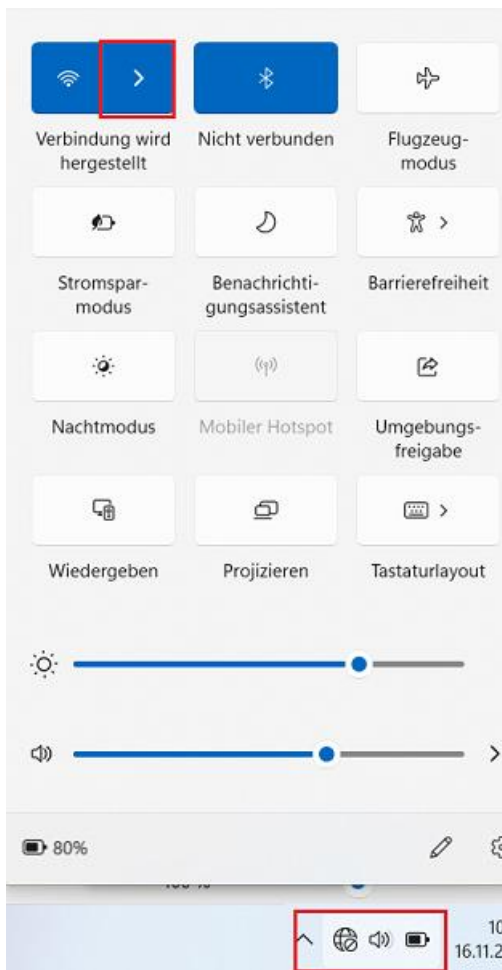 Verbindung wird Nicht verbunden Flugzeug-
hergestellt modus
Stromspar- Benachrichti- Barrierefreiheit
modus gungsassistent
Nachtmodus Mobiler Hotspot Umgebungs-
freigabe
Wiedergeben Projizieren Tastaturlayout
80%
10
16.11.2